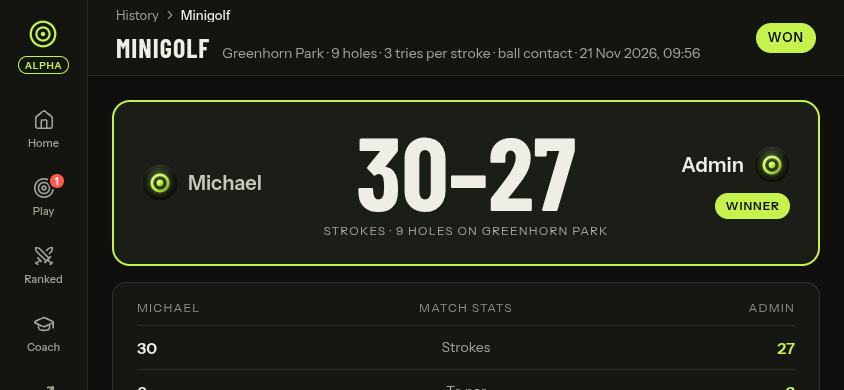 History > Minigolf
MINIGOLF Greenhorn Park · 9 holes · 3 tries per stroke · ball contact · 21 Nov 2026, 09:56
WON
ALPHA
Home
1
Play
Ranked
Coach
Michael
30–27
Admin
WINNER
STROKES · 9 HOLES ON GREENHORN PARK
MICHAEL MATCH STATS ADMIN
30 Strokes 27
To par